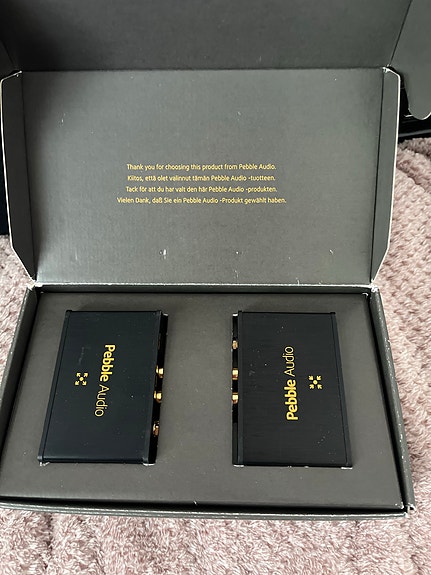 Thank you for choosing this product from Pebble Audio.
Kiitos, että olet valinnut tämän Pebble Audio -tuotteen.
Tack för att du har valt den här Pebble Audio -produkten.
Vielen Dank, daß Sie ein Pebble Audio -Produkt gewählt haben.
Pebble Audio
Pebble Audio